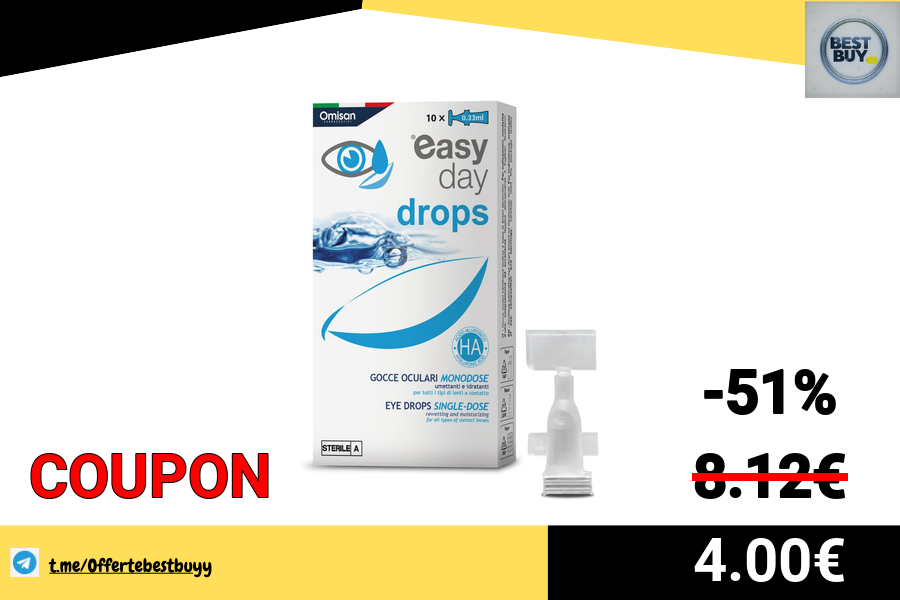 BEST
BUY
Omisan
10 x 0.33ml
easy
day
drops
HA
GOCCE OCULARI MONODOSE
umettanti e idratanti
per tutti i tipi di lenti a contatto
EYE DROPS SINGLE-DOSE
rewetting and moisturizing
for all types of contact lenses
STERILE A
-51%
COUPON
8.12€
t.me/Offertebestbuyy
4.00€